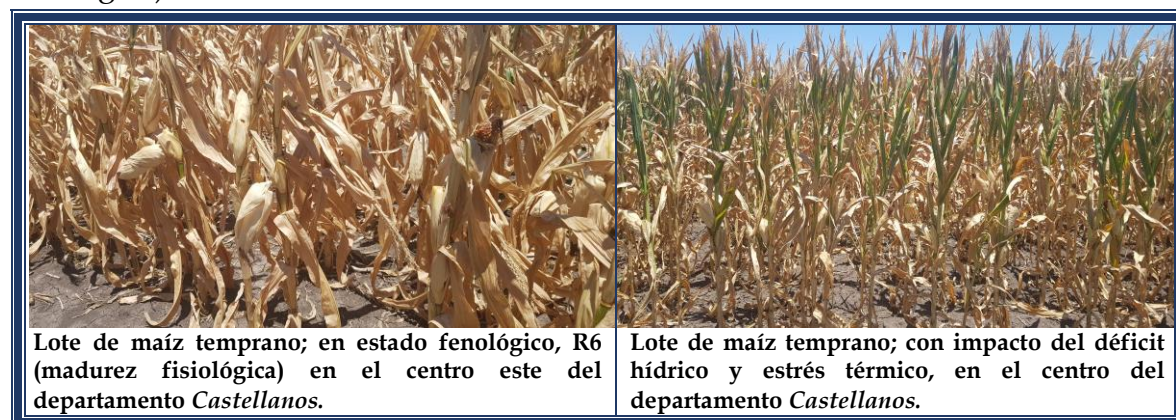 Lote de maíz temprano; en estado fenológico, R6
(madurez fisiológica) en el centro este del
departamento Castellanos.
Lote de maíz temprano; con impacto del déficit
hídrico y estrés térmico, en el centro del
departamento Castellanos.